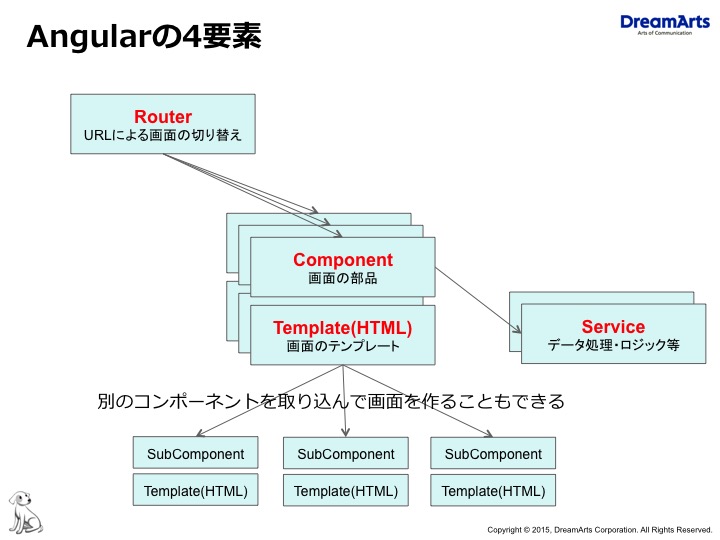 Angularの4要素
DreamArts
Arts of Communication
Router
URLによる画面の切り替え
Component
画面の部品
Template(HTML)
画面のテンプレート
Service
データ処理・ロジック等
別のコンポーネントを取り込んで画面を作ることもできる
SubComponent
SubComponent
SubComponent
Template(HTML)
Template(HTML)
Template(HTML)
Copyright © 2015, DreamArts Corporation. All Rights Reserved.